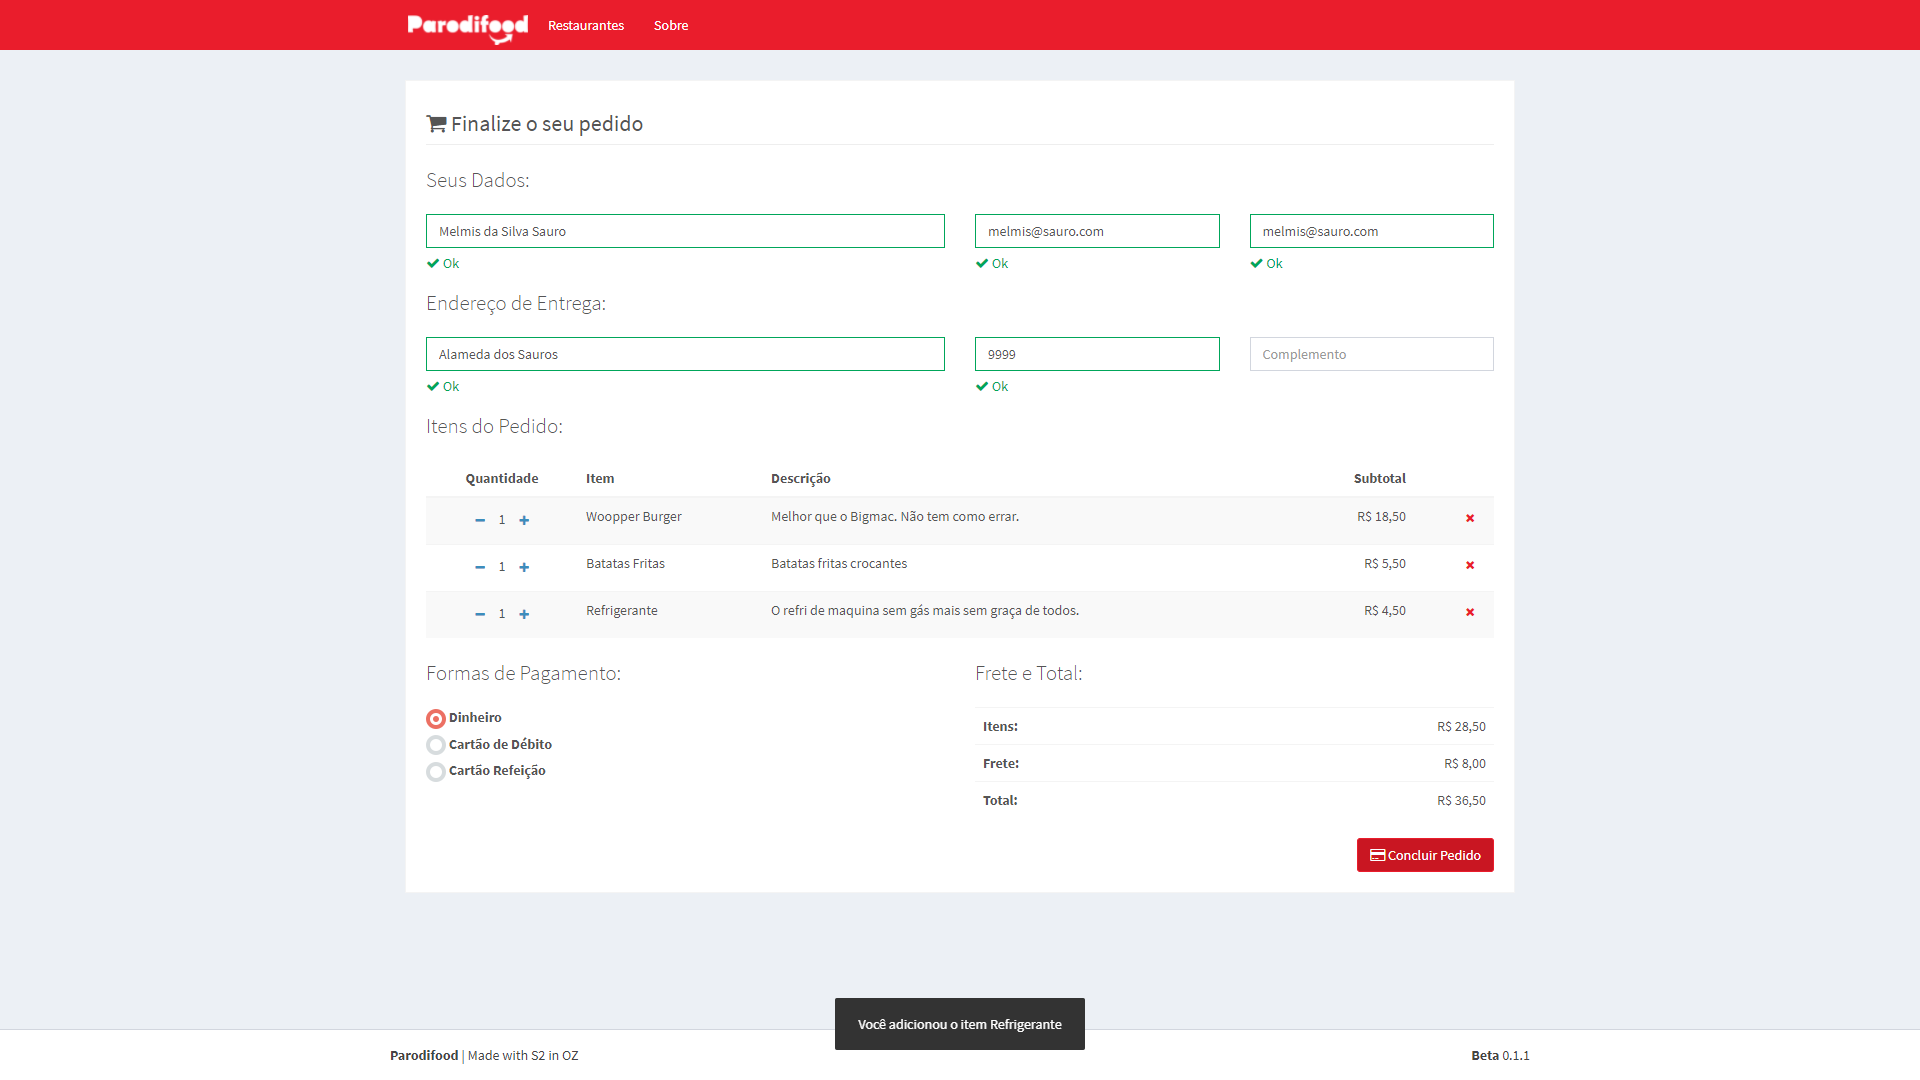 Parodifood Restaurantes Sobre
Finalize o seu pedido
Seus Dados:
Melmis da Silva Sauro melmis@sauro.com melmis@sauro.com
Ok Ok Ok
Endereço de Entrega:
Alameda dos Sauros 9999 Complemento
Ok Ok
Itens do Pedido:
Quantidade Item Descrição Subtotal
1 Woopper Burger Melhor que o Bigmac. Não tem como errar. R$ 18,50
1 Batatas Fritas Batatas fritas crocantes R$ 5,50
1 Refrigerante O refri de maquina sem gás mais sem graça de todos. R$ 4,50
Formas de Pagamento: Frete e Total:
Dinheiro
Cartão de Débito
Cartão Refeição
Itens: R$ 28,50
Frete: R$ 8,00
Total: R$ 36,50
Concluir Pedido
Você adicionou o item Refrigerante
Parodifood | Made with S2 in OZ Beta 0.1.1